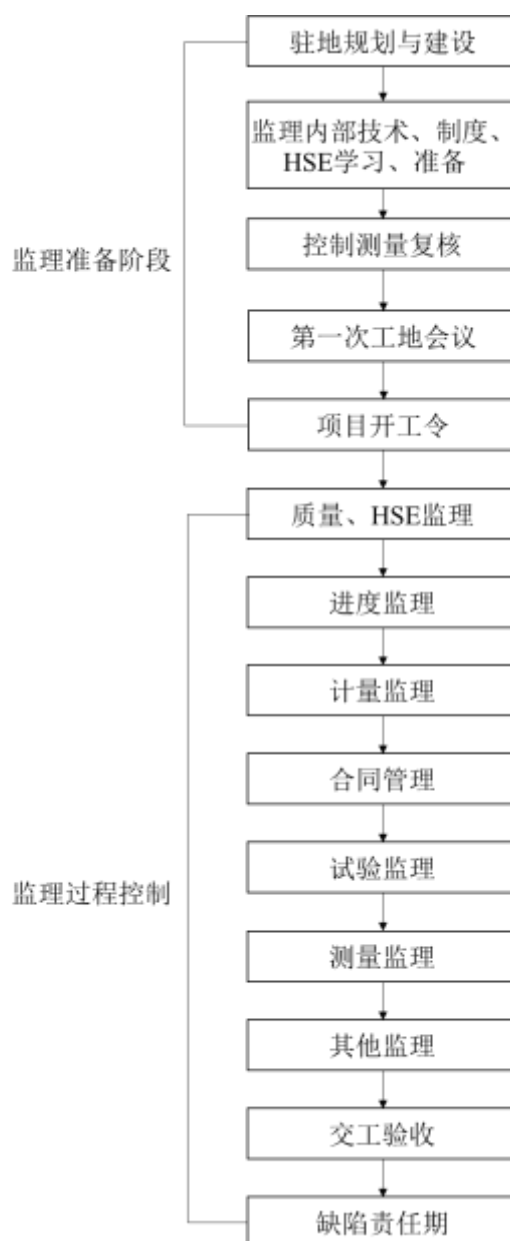 驻地规划与建设
监理内部技术、制度、
HSE学习、准备
控制测量复核
监理准备阶段
第一次工地会议
项目开工令
质量、HSE监理
进度监理
计量监理
合同管理
试验监理
监理过程控制
测量监理
其他监理
交工验收
缺陷责任期